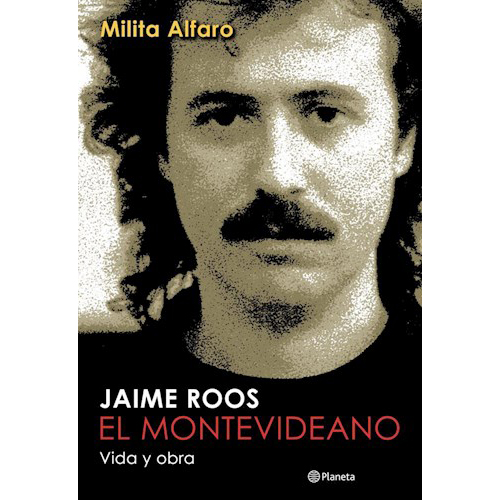 Milita Alfaro
JAIME ROOS
EL MONTEVIDEANO
Vida y obra
Planeta